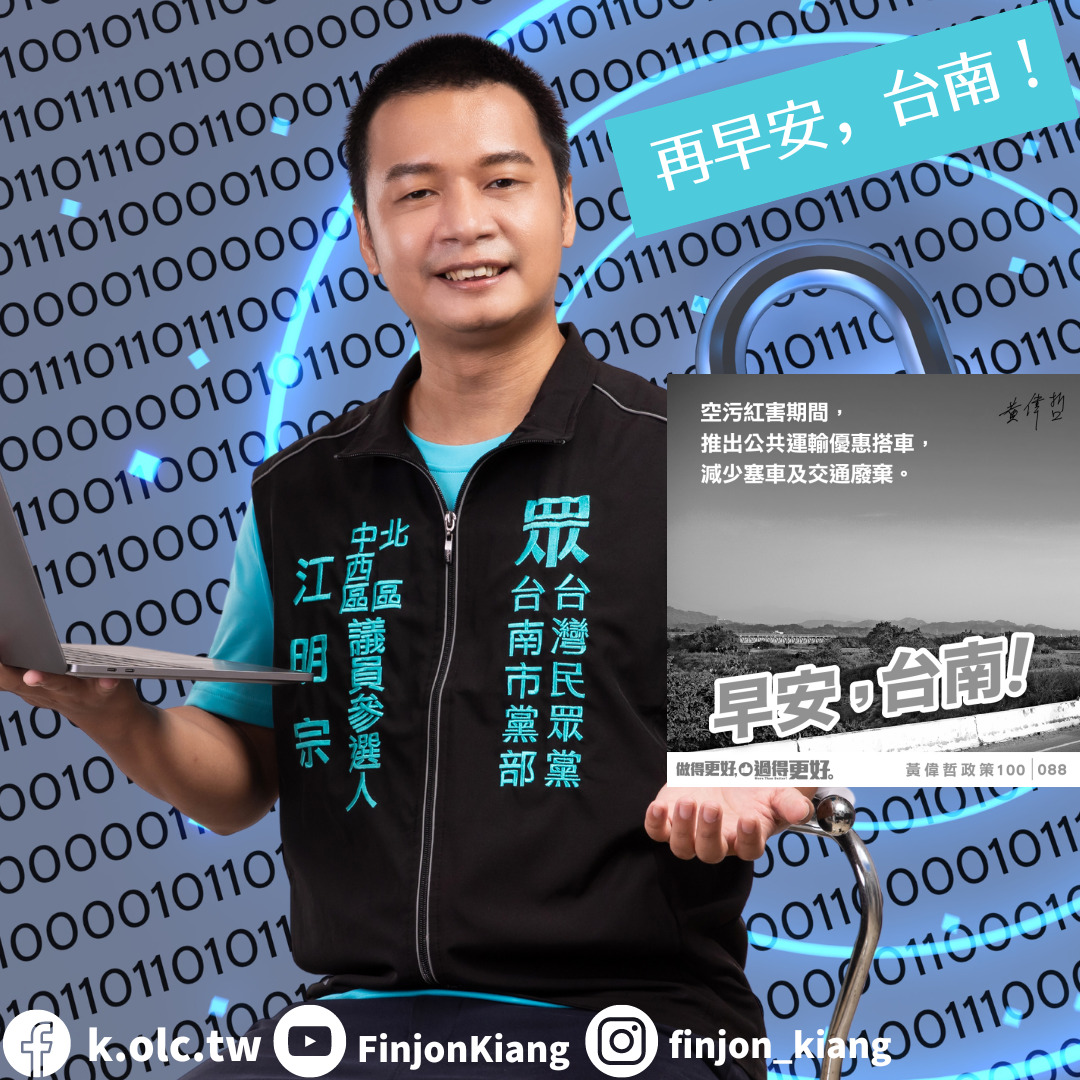 再早安，台南！
空污紅害期間，
推出公共運輸優惠搭車，
減少塞車及交通廢棄。
黃偉哲
早安，台南！
做得更好，過得更好。
黃偉哲政策100｜088
北區
中西區
議員參選人
江明宗
眾
台灣民眾黨
台南市黨部
k.olc.tw
FinjonKiang
finjon_kiang